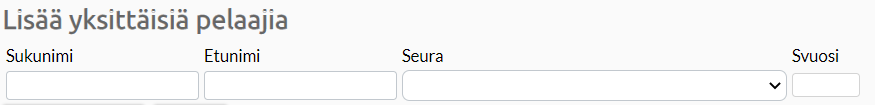 Lisää yksittäisiä pelaajia
Sukunimi Etunimi Seura Svuosi